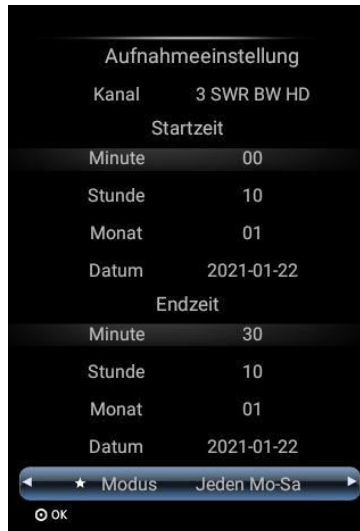 Aufnahmeeinstellung
Kanal 3 SWR BW HD
Startzeit
Minute 00
Stunde 10
Monat 01
Datum 2021-01-22
Endzeit
Minute 30
Stunde 10
Monat 01
Datum 2021-01-22
Modus Jeden Mo-Sa
OK